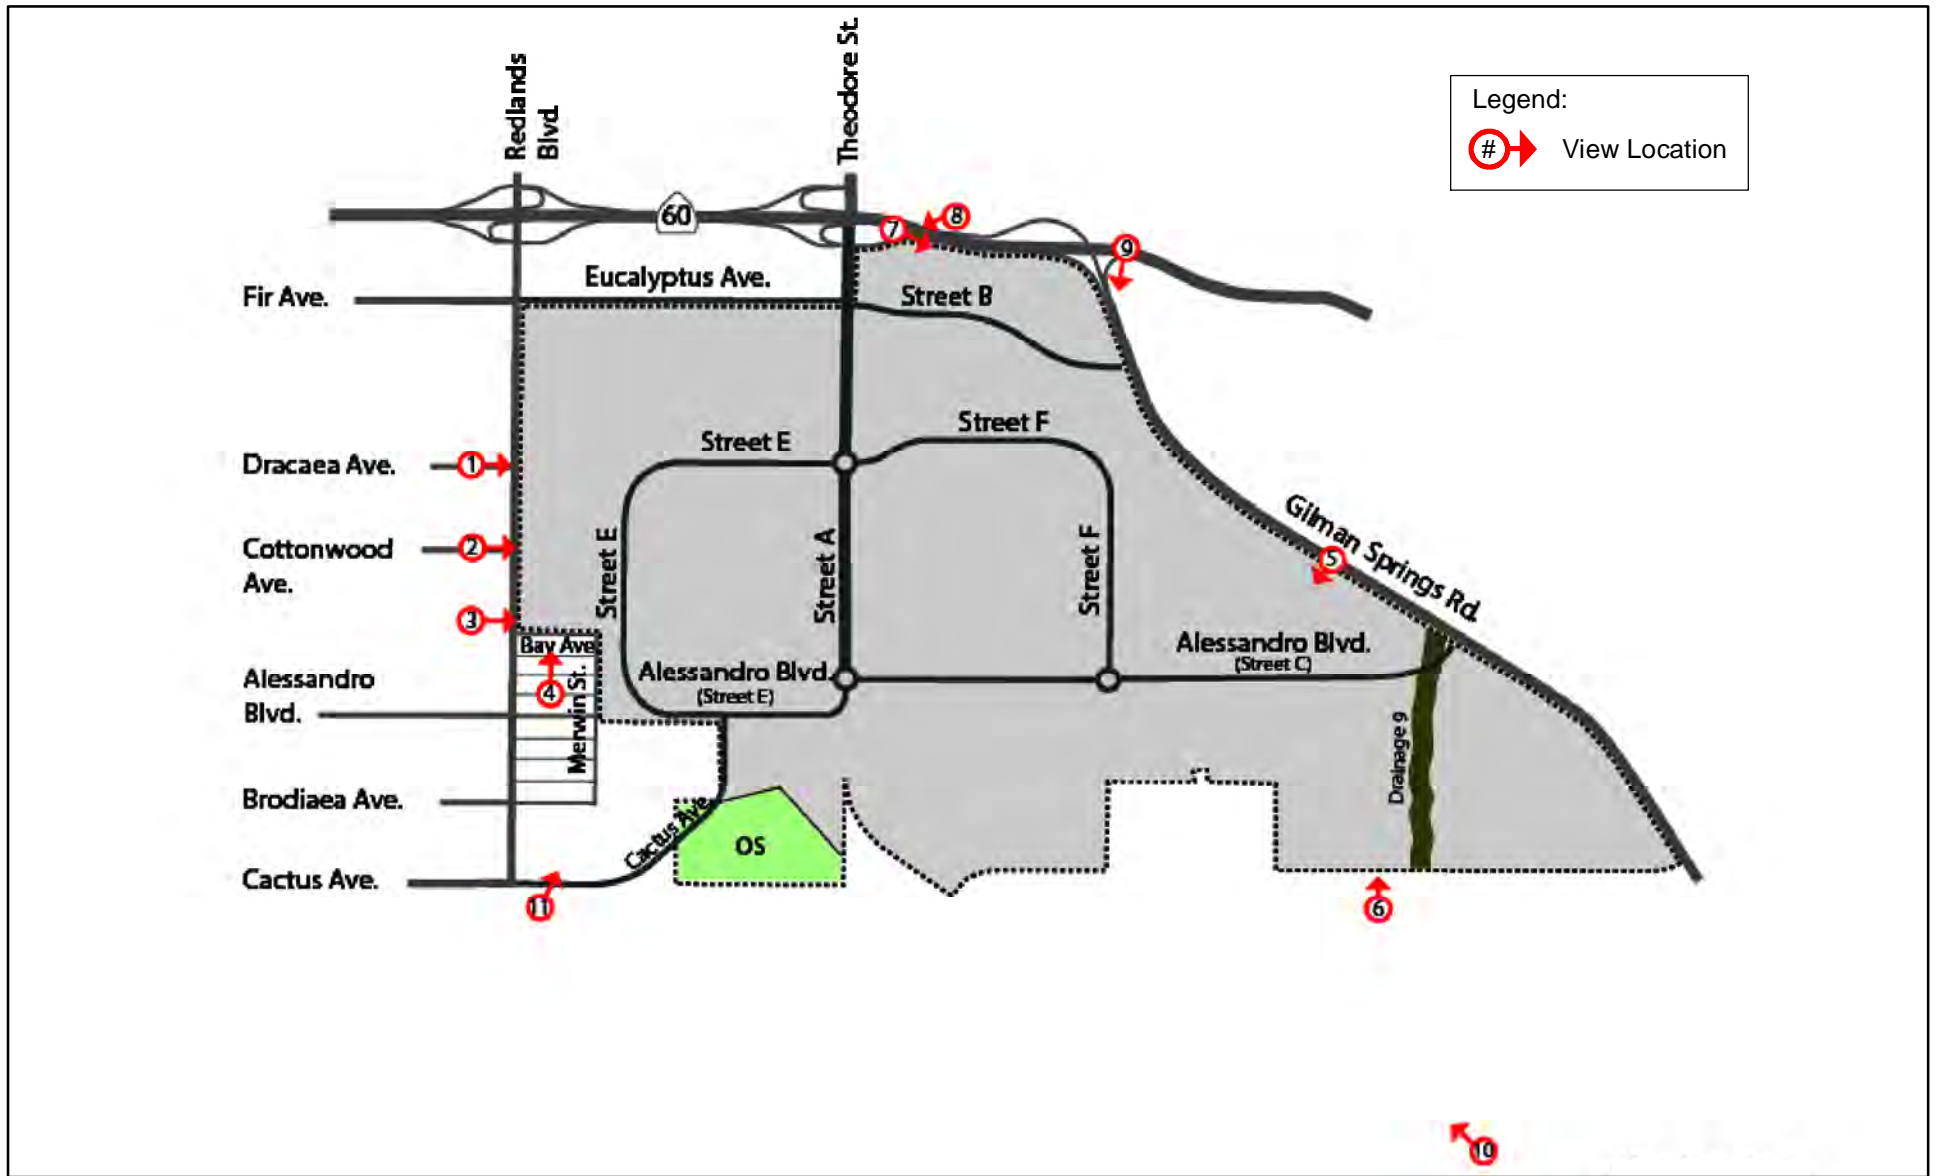 Redlands
Blvd.
Theodore St.
Legend:
#
View Location
60
7
8
9
Eucalyptus Ave.
Fir Ave.
Street B
Street F
Street E
Dracaea Ave.
1
Gilman Springs Rd.
Cottonwood
Ave.
2
Street E
Street A
Street F
5
3
Bay Ave
Alessandro Blvd.
(Street C)
Alessandro
Blvd.
4
Merwin St.
Alessandro Blvd.
(Street E)
Drainage 9
Brodiaea Ave.
Cactus Ave.
OS
Cactus Ave.
11
6
10